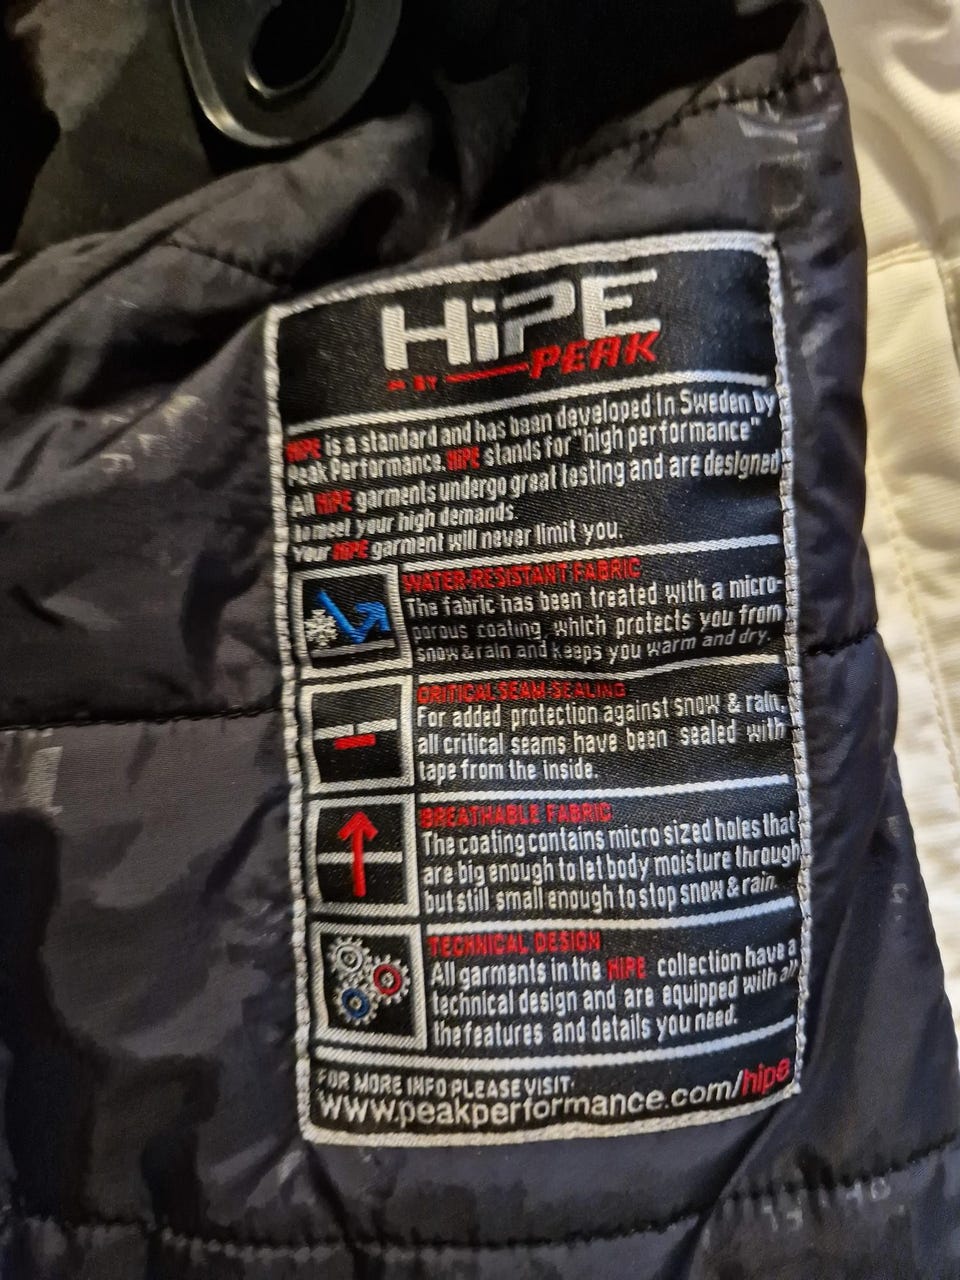 HiPE
BY PEAK
HiPE is a standard and has been developed In Sweden by
Peak Performance. HiPE stands for "high performance"
All HiPE garments undergo great testing and are designed
to meet your high demands
Your HiPE garment will never limit you.
WATER-RESISTANT FABRIC
The fabric has been treated with a micro-
porous coating, which protects you from
snow & rain and keeps you warm and dry.
CRITICAL SEAM SEALING
For added protection against snow & rain,
all critical seams have been sealed with
tape from the inside.
BREATHABLE FABRIC
The coating contains micro sized holes that
are big enough to let body moisture through
but still small enough to stop snow & rain.
TECHNICAL DESIGN
All garments in the HiPE collection have a
technical design and are equipped with all
the features and details you need.
FOR MORE INFO PLEASE VISIT:
www.peakperformance.com/hipe